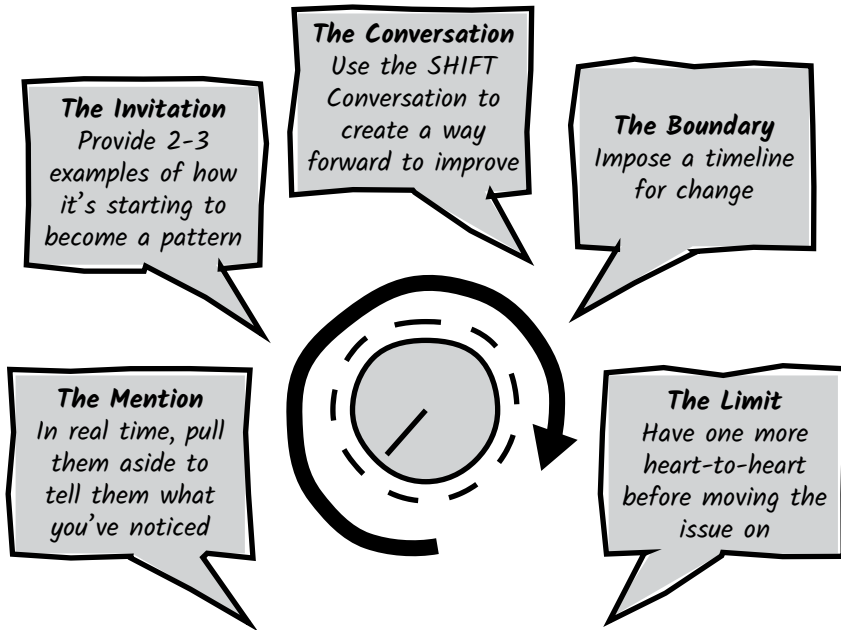 The Conversation
Use the SHIFT
Conversation to
create a way
forward to improve
The Invitation
Provide 2-3
examples of how
it's starting to
become a pattern
The Boundary
Impose a timeline
for change
The Mention
In real time, pull
them aside to
tell them what
you've noticed
The Limit
Have one more
heart-to-heart
before moving the
issue on